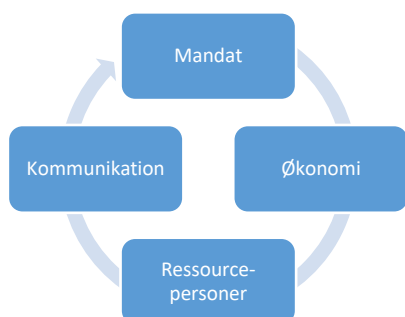 Mandat
Økonomi
Ressource-
personer
Kommunikation